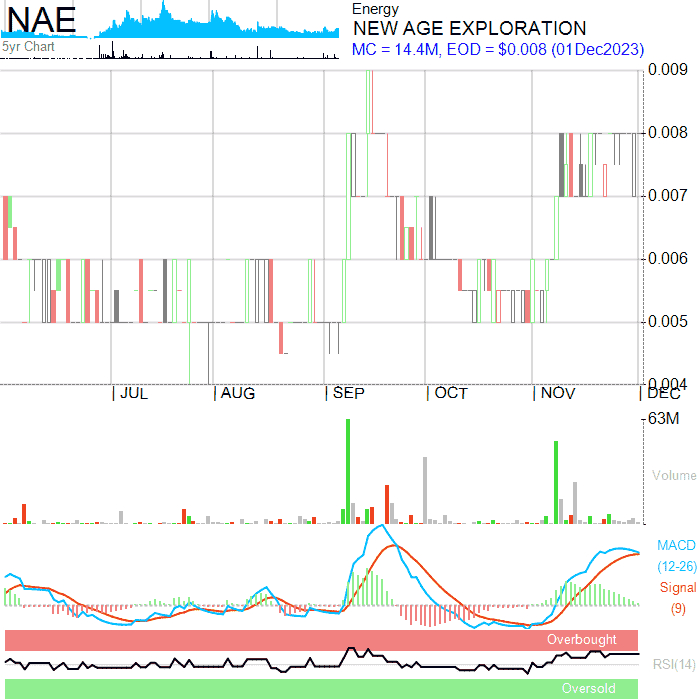 NAE
5yr Chart
Energy
NEW AGE EXPLORATION
MC = 14.4M, EOD = $0.008 (01Dec2023)
0.009
0.008
0.007
0.006
0.005
0.004
JUL AUG SEP OCT NOV DEC
63M
Volume
MACD
(12-26)
Signal
(9)
Overbought
RSI(14)
Oversold